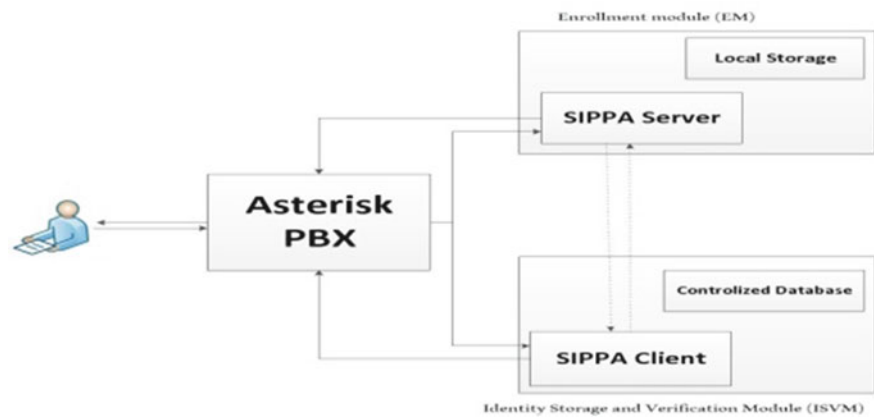 Enrollment module (EM)
Local Storage
SIPPA Server
Asterisk
PBX
Controlized Database
SIPPA Client
Identity Storage and Verification Module (ISVM)